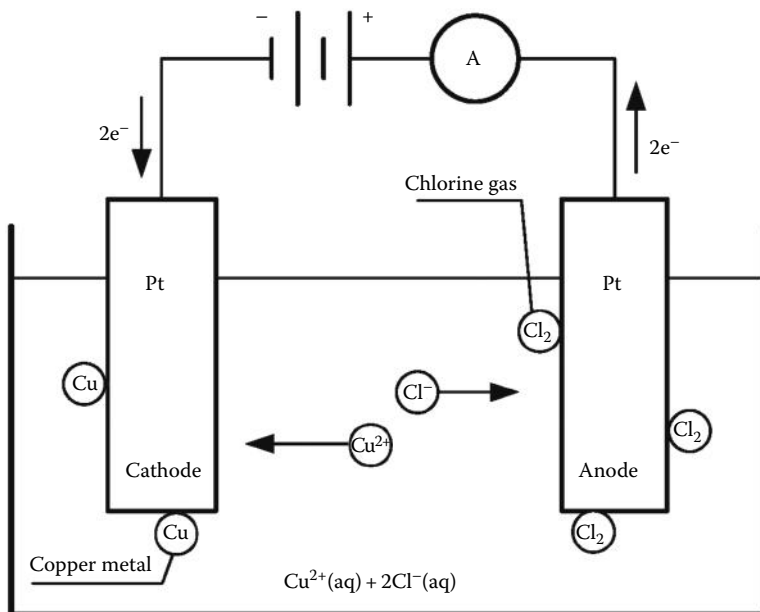 − +
A
2e⁻
2e⁻
Chlorine gas
Pt
Pt
Cl₂
Cu
Cl⁻
Cu²⁺
Cl₂
Cathode
Anode
Cu
Cl₂
Copper metal
Cu²⁺(aq) + 2Cl⁻(aq)